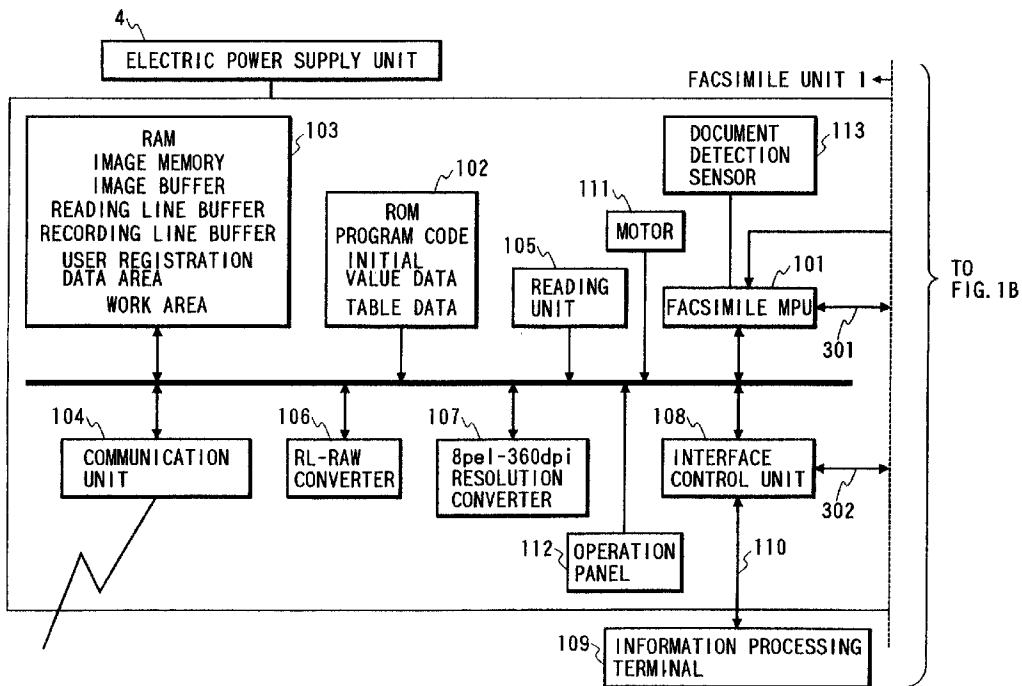 4
ELECTRIC POWER SUPPLY UNIT
FACSIMILE UNIT 1
103
RAM
IMAGE MEMORY
IMAGE BUFFER
READING LINE BUFFER
RECORDING LINE BUFFER
USER REGISTRATION
DATA AREA
WORK AREA
102
ROM
PROGRAM CODE
INITIAL
VALUE DATA
TABLE DATA
105
READING
UNIT
111
MOTOR
113
DOCUMENT
DETECTION
SENSOR
101
FACSIMILE MPU
301
TO
FIG. 1B
104
COMMUNICATION
UNIT
106
RL-RAW
CONVERTER
107
8pel-360dpi
RESOLUTION
CONVERTER
108
INTERFACE
CONTROL UNIT
302
112
OPERATION
PANEL
110
109
INFORMATION PROCESSING
TERMINAL